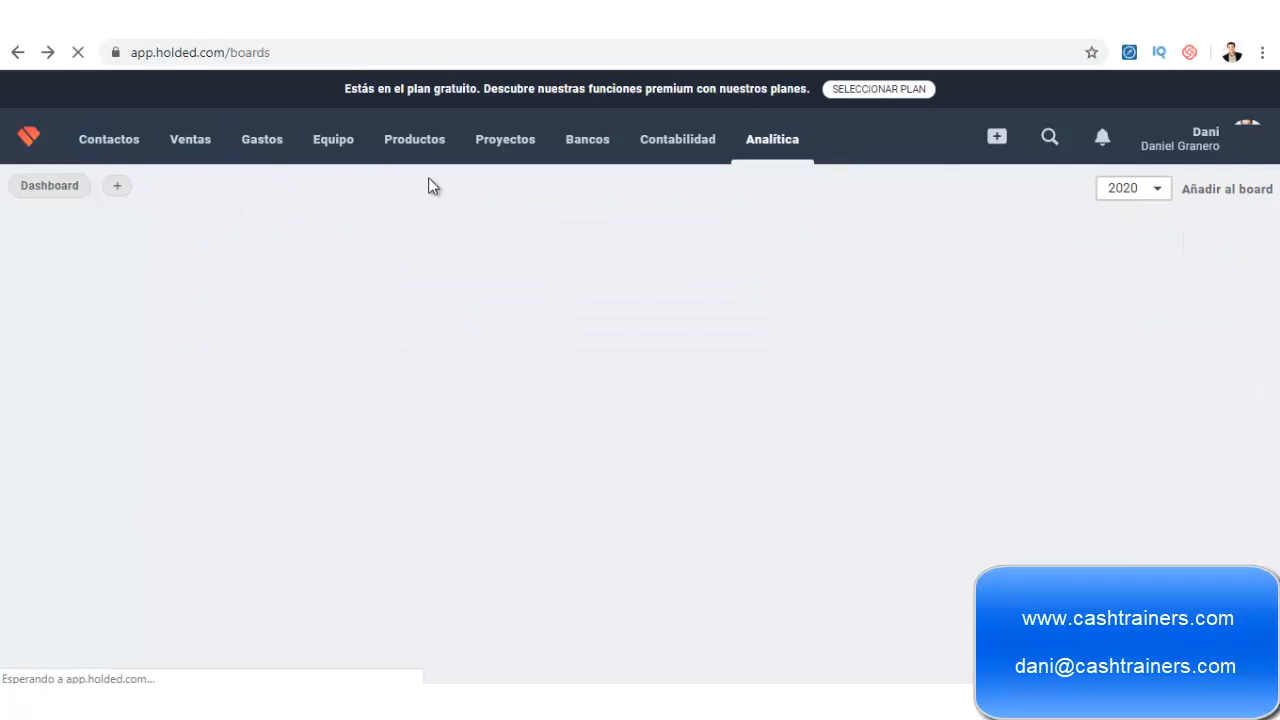 app.holded.com/boards
Estás en el plan gratuito. Descubre nuestras funciones premium con nuestros planes. SELECCIONAR PLAN
Contactos Ventas Gastos Equipo Productos Proyectos Bancos Contabilidad Analítica
Dani
Daniel Granero
Dashboard +
2020 Añadir al board
www.cashtrainers.com
dani@cashtrainers.com
Esperando a app.holded.com...